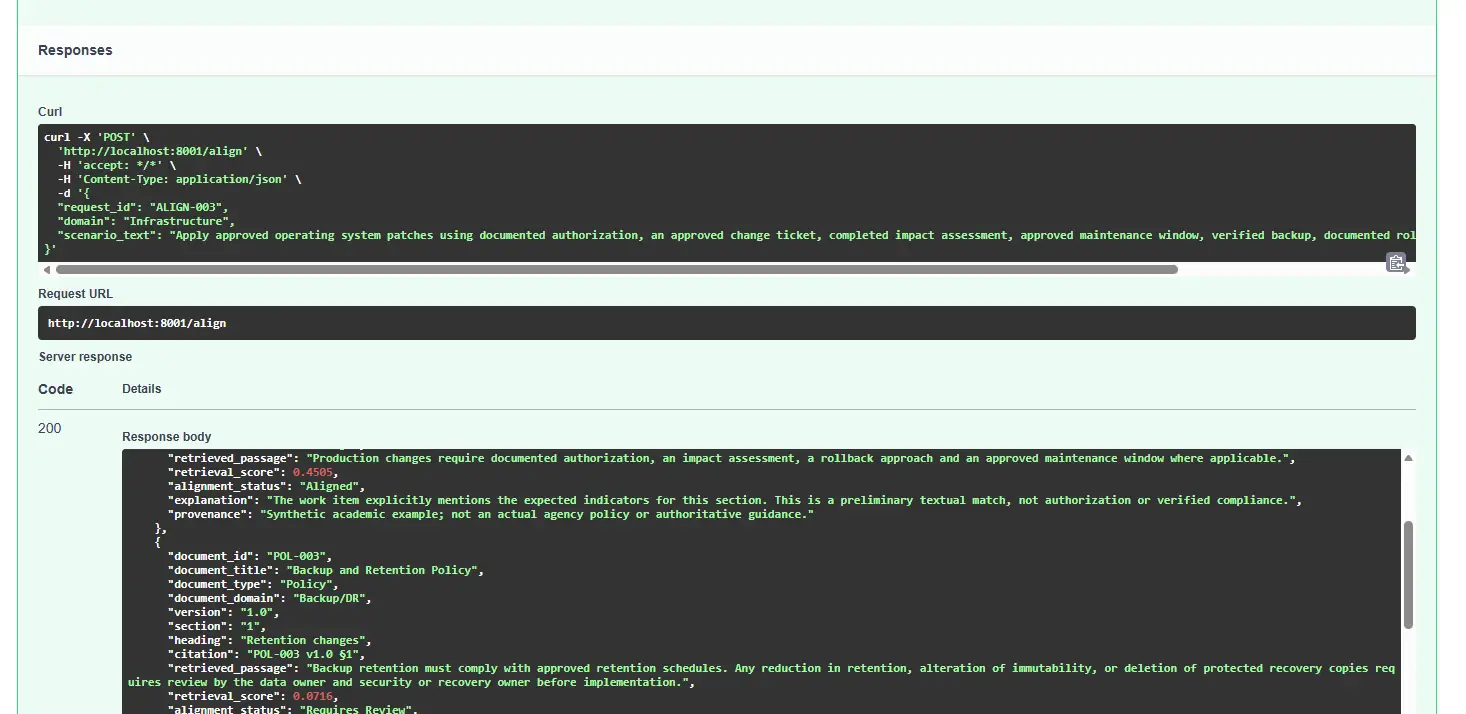 Responses
Curl
curl -X 'POST' \
'http://localhost:8001/align' \
-H 'accept: */*' \
-H 'Content-Type: application/json' \
-d '{
"request_id": "ALIGN-003",
"domain": "Infrastructure",
"scenario_text": "Apply approved operating system patches using documented authorization, an approved change ticket, completed impact assessment, approved maintenance window, verified backup, documented rol
}'
Request URL
http://localhost:8001/align
Server response
Code Details
200
Response body
"retrieved_passage": "Production changes require documented authorization, an impact assessment, a rollback approach and an approved maintenance window where applicable.",
"retrieval_score": 0.4505,
"alignment_status": "Aligned",
"explanation": "The work item explicitly mentions the expected indicators for this section. This is a preliminary textual match, not authorization or verified compliance.",
"provenance": "Synthetic academic example; not an actual agency policy or authoritative guidance."
},
{
"document_id": "POL-003",
"document_title": "Backup and Retention Policy",
"document_type": "Policy",
"document_domain": "Backup/DR",
"version": "1.0",
"section": "1",
"heading": "Retention changes",
"citation": "POL-003 v1.0 §1",
"retrieved_passage": "Backup retention must comply with approved retention schedules. Any reduction in retention, alteration of immutability, or deletion of protected recovery copies req
uires review by the data owner and security or recovery owner before implementation.",
"retrieval_score": 0.0716,
"alignment_status": "Requires Review",